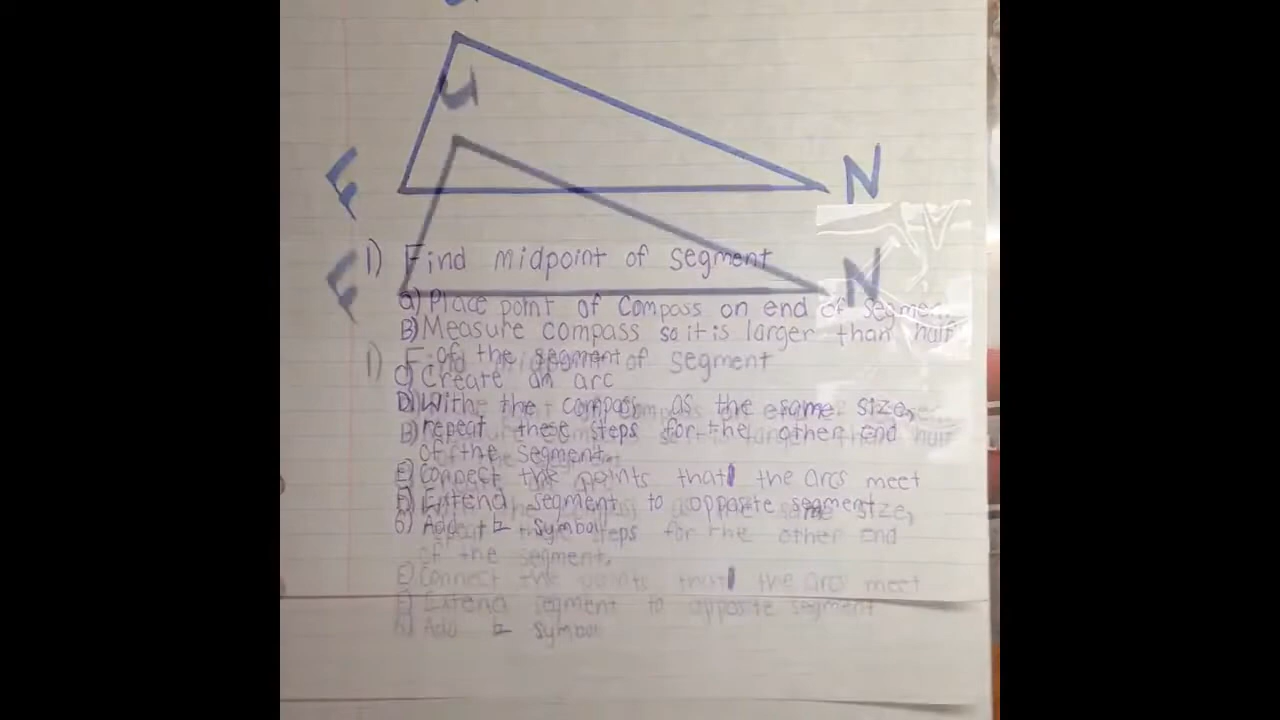 U
F N
1) Find midpoint of segment
a) Place point of compass on end of segment
B) Measure compass so it is larger than half
of the segment
C) Create an arc
D) Withe the compass as the same size,
repeat these steps for the other end
of the segment.
E) Connect the points that the arcs meet
F) Extend segment to opposite segment
G) Add symbol